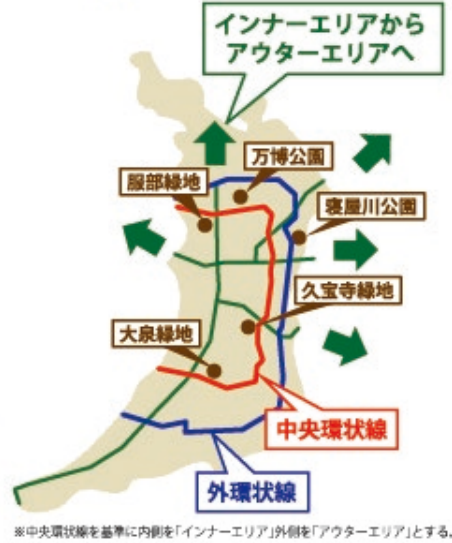 インナーエリアから
アウターエリアへ
万博公園
服部緑地
寝屋川公園
久宝寺緑地
大泉緑地
中央環状線
外環状線
※中央環状線を基準に内側を「インナーエリア」外側を「アウターエリア」とする。